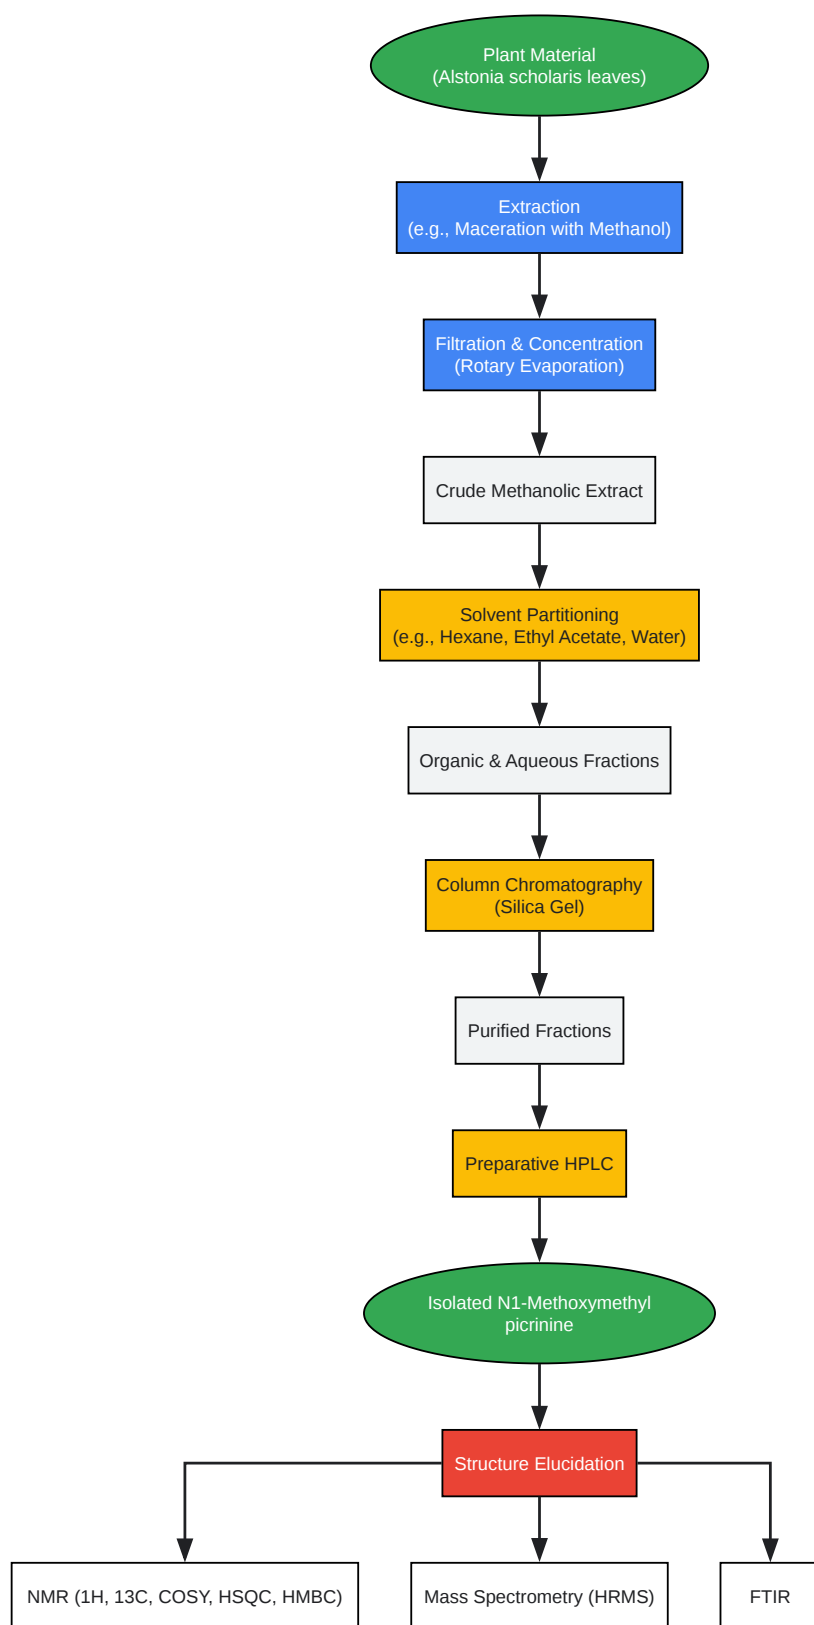 Plant Material
(Alstonia scholaris leaves)
Extraction
(e.g., Maceration with Methanol)
Filtration & Concentration
(Rotary Evaporation)
Crude Methanolic Extract
Solvent Partitioning
(e.g., Hexane, Ethyl Acetate, Water)
Organic & Aqueous Fractions
Column Chromatography
(Silica Gel)
Purified Fractions
Preparative HPLC
Isolated N1-Methoxymethyl
picrinine
Structure Elucidation
NMR (1H, 13C, COSY, HSQC, HMBC)
Mass Spectrometry (HRMS)
FTIR